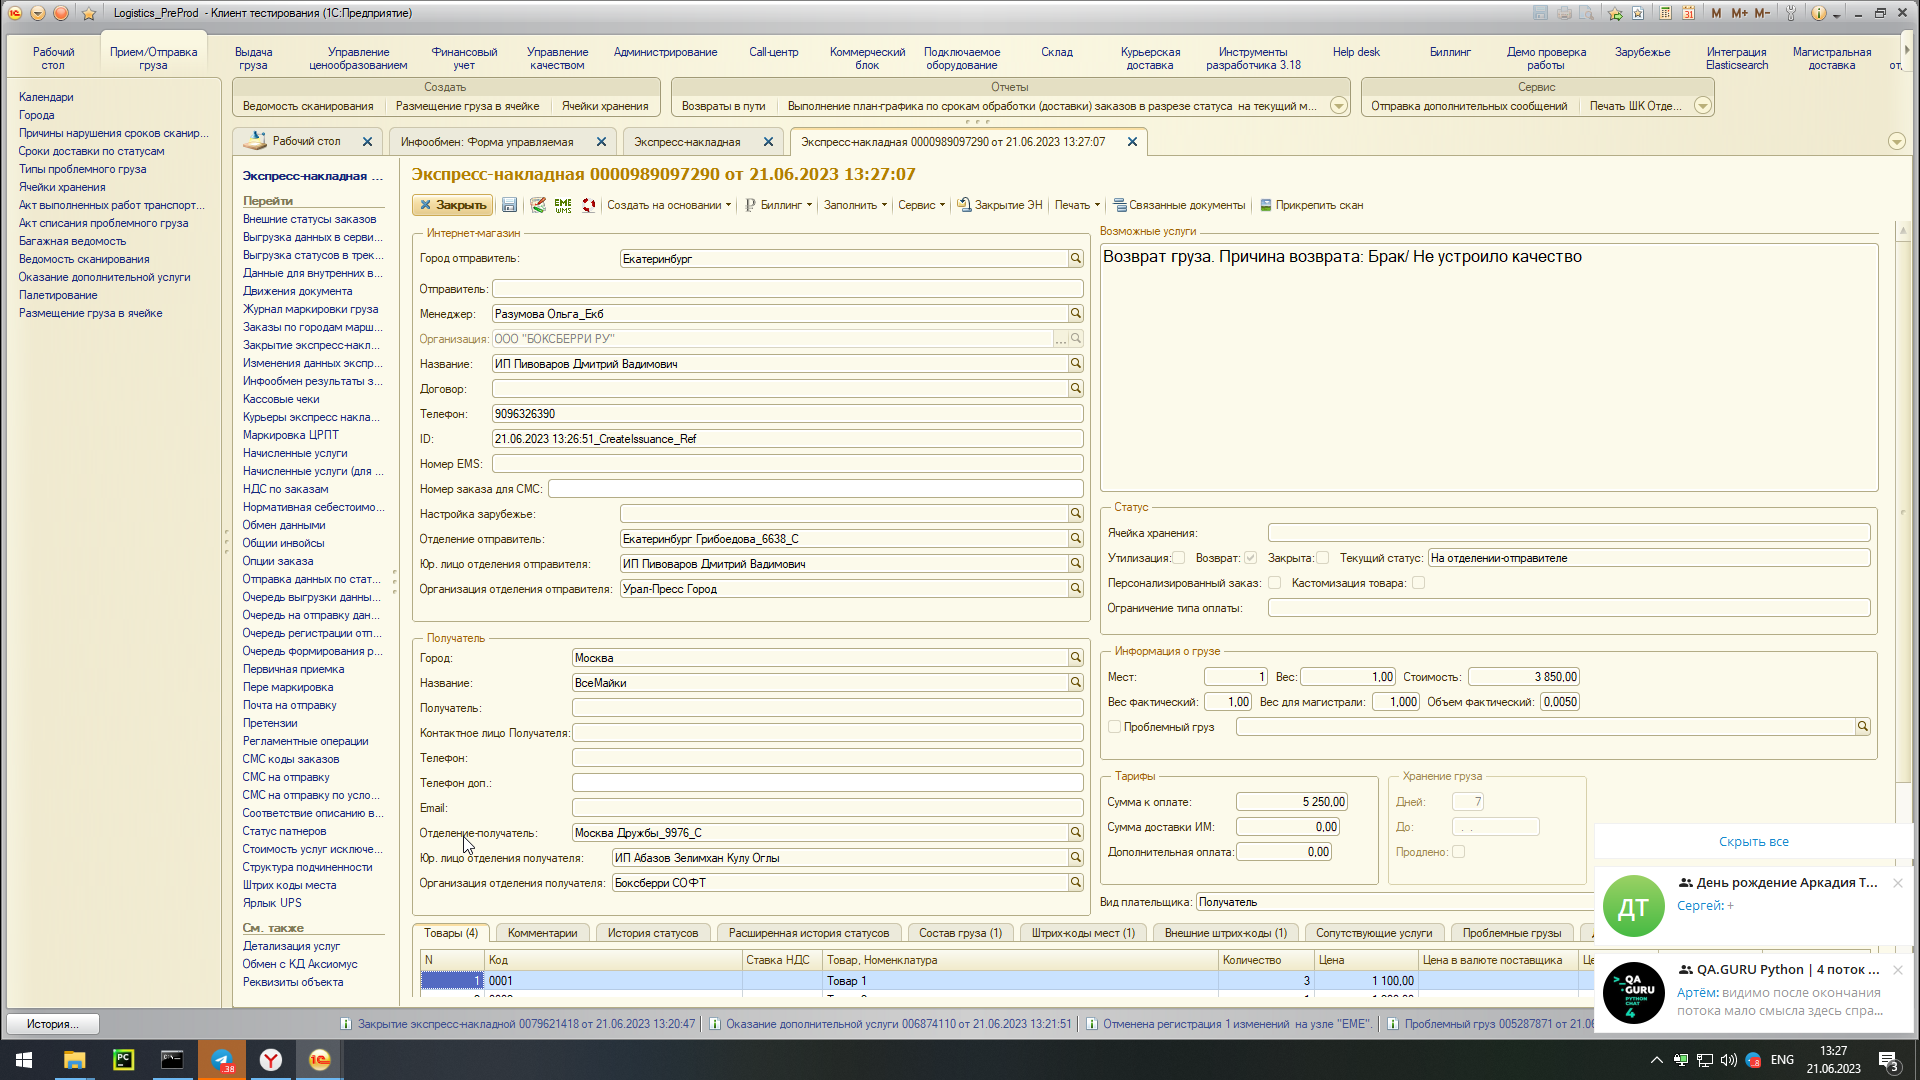 Logistics_PreProd - Клиент тестирования (1С:Предприятие)
M M+ M-
Рабочий стол
Прием/Отправка груза
Выдача груза
Управление ценообразованием
Финансовый учет
Управление качеством
Администрирование
Call-центр
Коммерческий блок
Подключаемое оборудование
Склад
Курьерская доставка
Инструменты разработчика 3.18
Help desk
Биллинг
Демо проверка работы
Зарубежье
Интеграция Elasticsearch
Магистральная доставка
Создать
Ведомость сканирования
Размещение груза в ячейке
Ячейки хранения
Отчеты
Возвраты в пути
Выполнение план-графика по срокам обработки (доставки) заказов в разрезе статуса на текущий м...
Сервис
Отправка дополнительных сообщений
Печать ШК Отде...
Календари
Города
Причины нарушения сроков сканир...
Сроки доставки по статусам
Типы проблемного груза
Ячейки хранения
Акт выполненных работ транспорт...
Акт списания проблемного груза
Багажная ведомость
Ведомость сканирования
Оказание дополнительной услуги
Палетирование
Размещение груза в ячейке
Рабочий стол
Инфообмен: Форма управляемая
Экспресс-накладная
Экспресс-накладная 0000989097290 от 21.06.2023 13:27:07
Экспресс-накладная ...
Перейти
Внешние статусы заказов
Выгрузка данных в серви...
Выгрузка статусов в трек...
Данные для внутренних в...
Движения документа
Журнал маркировки груза
Заказы по городам марш...
Закрытие экспресс-накл...
Изменения данных экспр...
Инфообмен результаты з...
Кассовые чеки
Курьеры экспресс накла...
Маркировка ЦРПТ
Начисленные услуги
Начисленные услуги (для ...
НДС по заказам
Нормативная себестоимо...
Обмен данными
Общии инвойсы
Опции заказа
Отправка данных по стат...
Очередь выгрузки данны...
Очередь на отправку дан...
Очередь регистрации отп...
Очередь формирования р...
Первичная приемка
Пере маркировка
Почта на отправку
Претензии
Регламентные операции
СМС коды заказов
СМС на отправку
СМС на отправку по усло...
Соответствие описанию в...
Статус патнеров
Стоимость услуг исключе...
Структура подчиненности
Штрих коды места
Ярлык UPS
См. также
Детализация услуг
Обмен с КД Аксиомус
Реквизиты объекта
Экспресс-накладная 0000989097290 от 21.06.2023 13:27:07
Закрыть
EME WMS
Создать на основании
Биллинг
Заполнить
Сервис
Закрытие ЭН
Печать
Связанные документы
Прикрепить скан
Интернет-магазин
Город отправитель: Екатеринбург
Отправитель:
Менеджер: Разумова Ольга_Екб
Организация: ООО "БОКСБЕРРИ РУ" ...
Название: ИП Пивоваров Дмитрий Вадимович
Договор:
Телефон: 9096326390
ID: 21.06.2023 13:26:51_CreateIssuance_Ref
Номер EMS:
Номер заказа для СМС:
Настройка зарубежье:
Отделение отправитель: Екатеринбург Грибоедова_6638_С
Юр. лицо отделения отправителя: ИП Пивоваров Дмитрий Вадимович
Организация отделения отправителя: Урал-Пресс Город
Получатель
Город: Москва
Название: ВсеМайки
Получатель:
Контактное лицо Получателя:
Телефон:
Телефон доп.:
Email:
Отделение-получатель: Москва Дружбы_9976_С
Юр. лицо отделения получателя: ИП Абазов Зелимхан Кулу Оглы
Организация отделения получателя: Боксберри СОФТ
Возможные услуги
Возврат груза. Причина возврата: Брак/ Не устроило качество
Статус
Ячейка хранения:
Утилизация: Возврат: Закрыта: Текущий статус: На отделении-отправителе
Персонализированный заказ: Кастомизация товара:
Ограничение типа оплаты:
Информация о грузе
Мест: 1 Вес: 1,00 Стоимость: 3 850,00
Вес фактический: 1,00 Вес для магистрали: 1,000 Объем фактический: 0,0050
Проблемный груз
Тарифы
Сумма к оплате: 5 250,00
Сумма доставки ИМ: 0,00
Дополнительная оплата: 0,00
Хранение груза
Дней: 7
До: . .
Продлено:
Вид плательщика: Получатель
Товары (4)
Комментарии
История статусов
Расширенная история статусов
Состав груза (1)
Штрих-коды мест (1)
Внешние штрих-коды (1)
Сопутствующие услуги
Проблемные грузы
N Код Ставка НДС Товар, Номенклатура Количество Цена Цена в валюте поставщика Це
1 0001 Товар 1 3 1 100,00
Скрыть все
ДТ
День рождение Аркадия Т...
Сергей: +
>_QA_GURU PYTHON CHAT 4
QA.GURU Python | 4 поток ...
Артём: видимо после окончания
потока мало смысла здесь спра...
История...
Закрытие экспресс-накладной 0079621418 от 21.06.2023 13:20:47
Оказание дополнительной услуги 006874110 от 21.06.2023 13:21:51
Отменена регистрация 1 изменений на узле "EME".
Проблемный груз 005287871 от 21.06
PC
38
ENG
13:27
21.06.2023
3